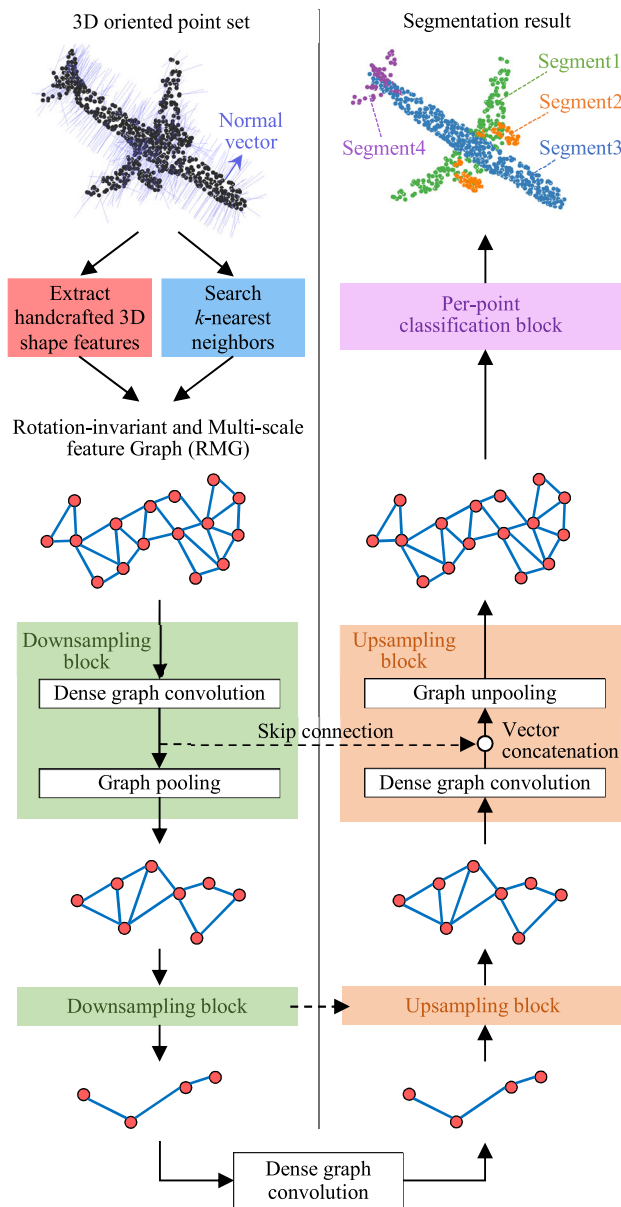 3D oriented point set
Normal
vector
Extract
handcrafted 3D
shape features
Search
k-nearest
neighbors
Rotation-invariant and Multi-scale
feature Graph (RMG)
Downsampling
block
Dense graph convolution
Graph pooling
Skip connection
Downsampling block
Dense graph
convolution
Segmentation result
Segment1
Segment2
Segment3
Segment4
Per-point
classification block
Upsampling
block
Graph unpooling
Vector
concatenation
Dense graph convolution
Upsampling block